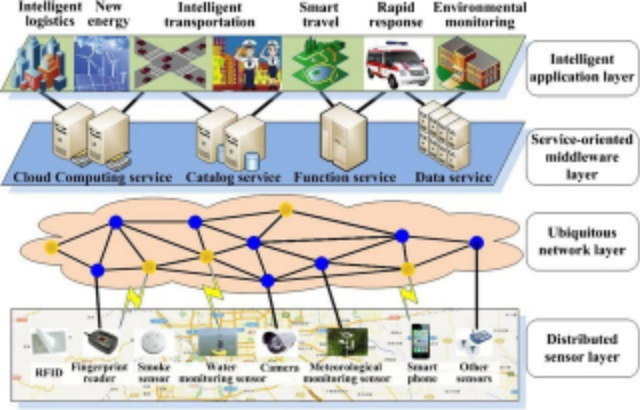 Intelligent logistics
New energy
Intelligent transportation
Smart travel
Rapid response
Environmental monitoring
Intelligent
application layer
Cloud Computing service
Catalog service
Function service
Data service
Service-oriented
middleware
layer
Ubiquitous
network layer
RFID
Fingerprint
reader
Smoke
sensor
Water
monitoring sensor
Camera
Meteorological
monitoring sensor
Smart
phone
Other
sensors
Distributed
sensor layer